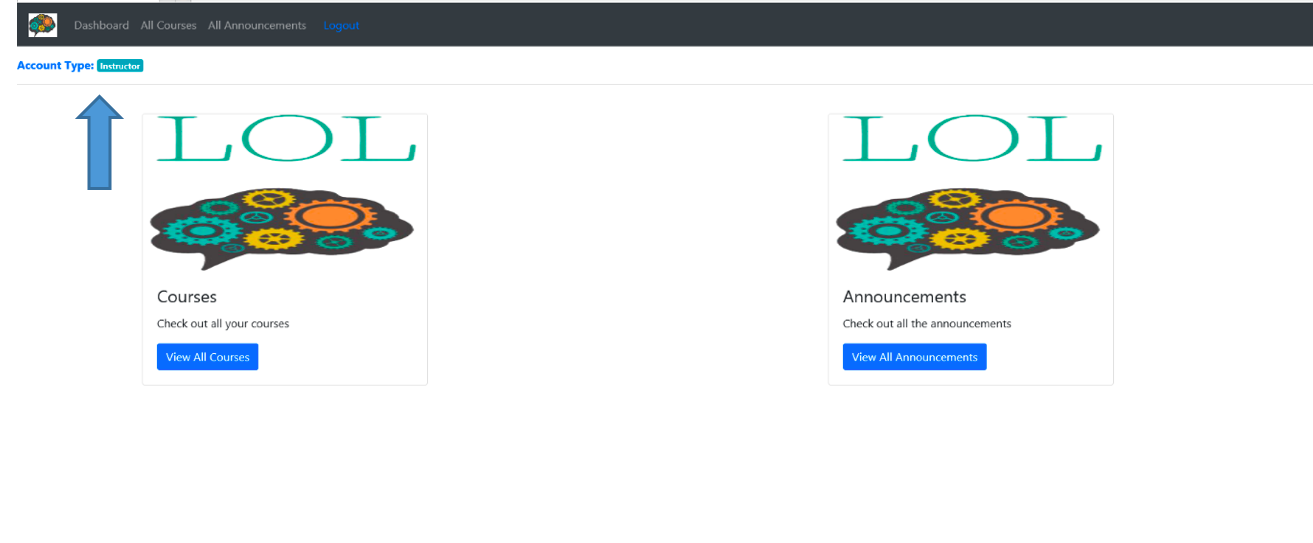 Dashboard All Courses All Announcements Logout
Account Type: Instructor
LOL
Courses
Check out all your courses
View All Courses
LOL
Announcements
Check out all the announcements
View All Announcements